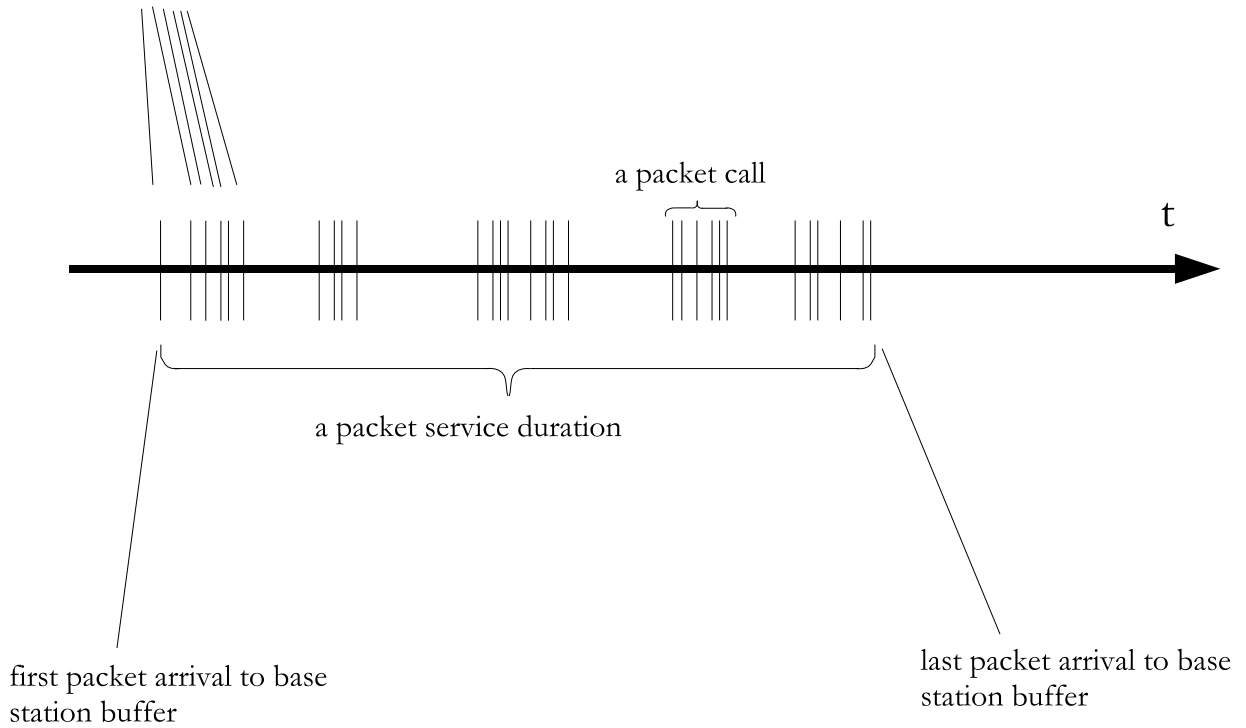 a packet call
t
a packet service duration
first packet arrival to base
station buffer
last packet arrival to base
station buffer